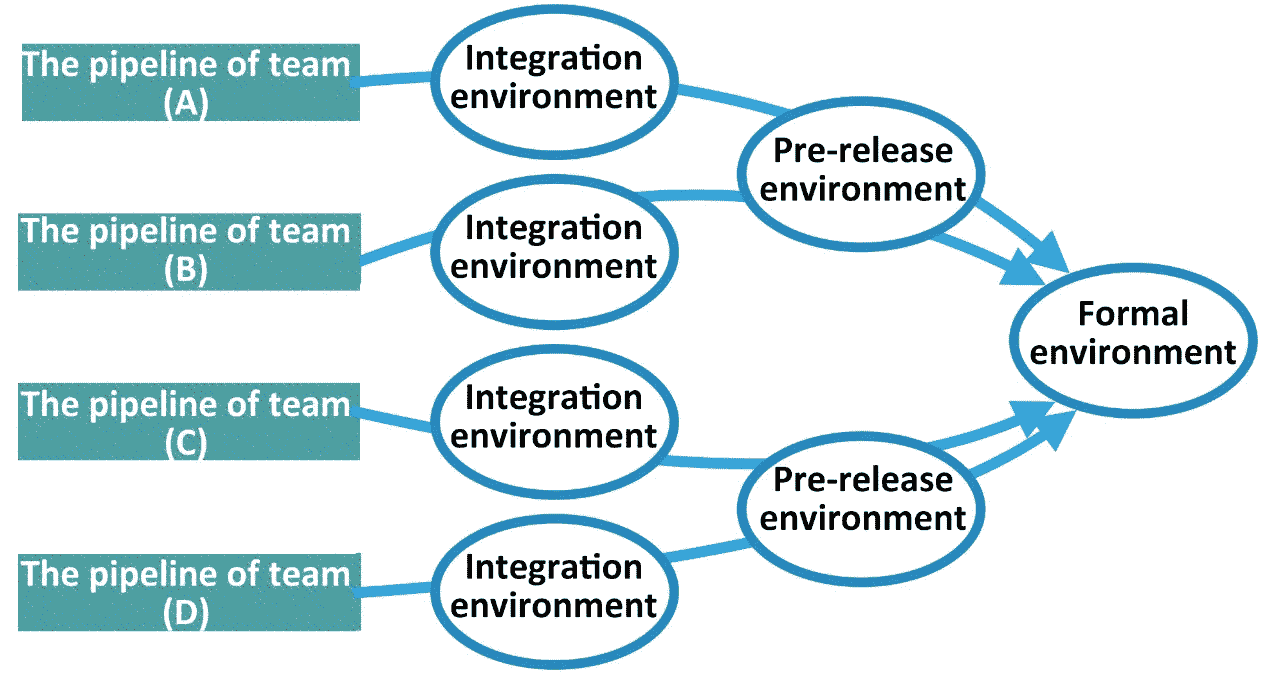 The pipeline of team
(A)
Integration
environment
Pre-release
environment
The pipeline of team
(B)
Integration
environment
Formal
environment
The pipeline of team
(C)
Integration
environment
Pre-release
environment
The pipeline of team
(D)
Integration
environment